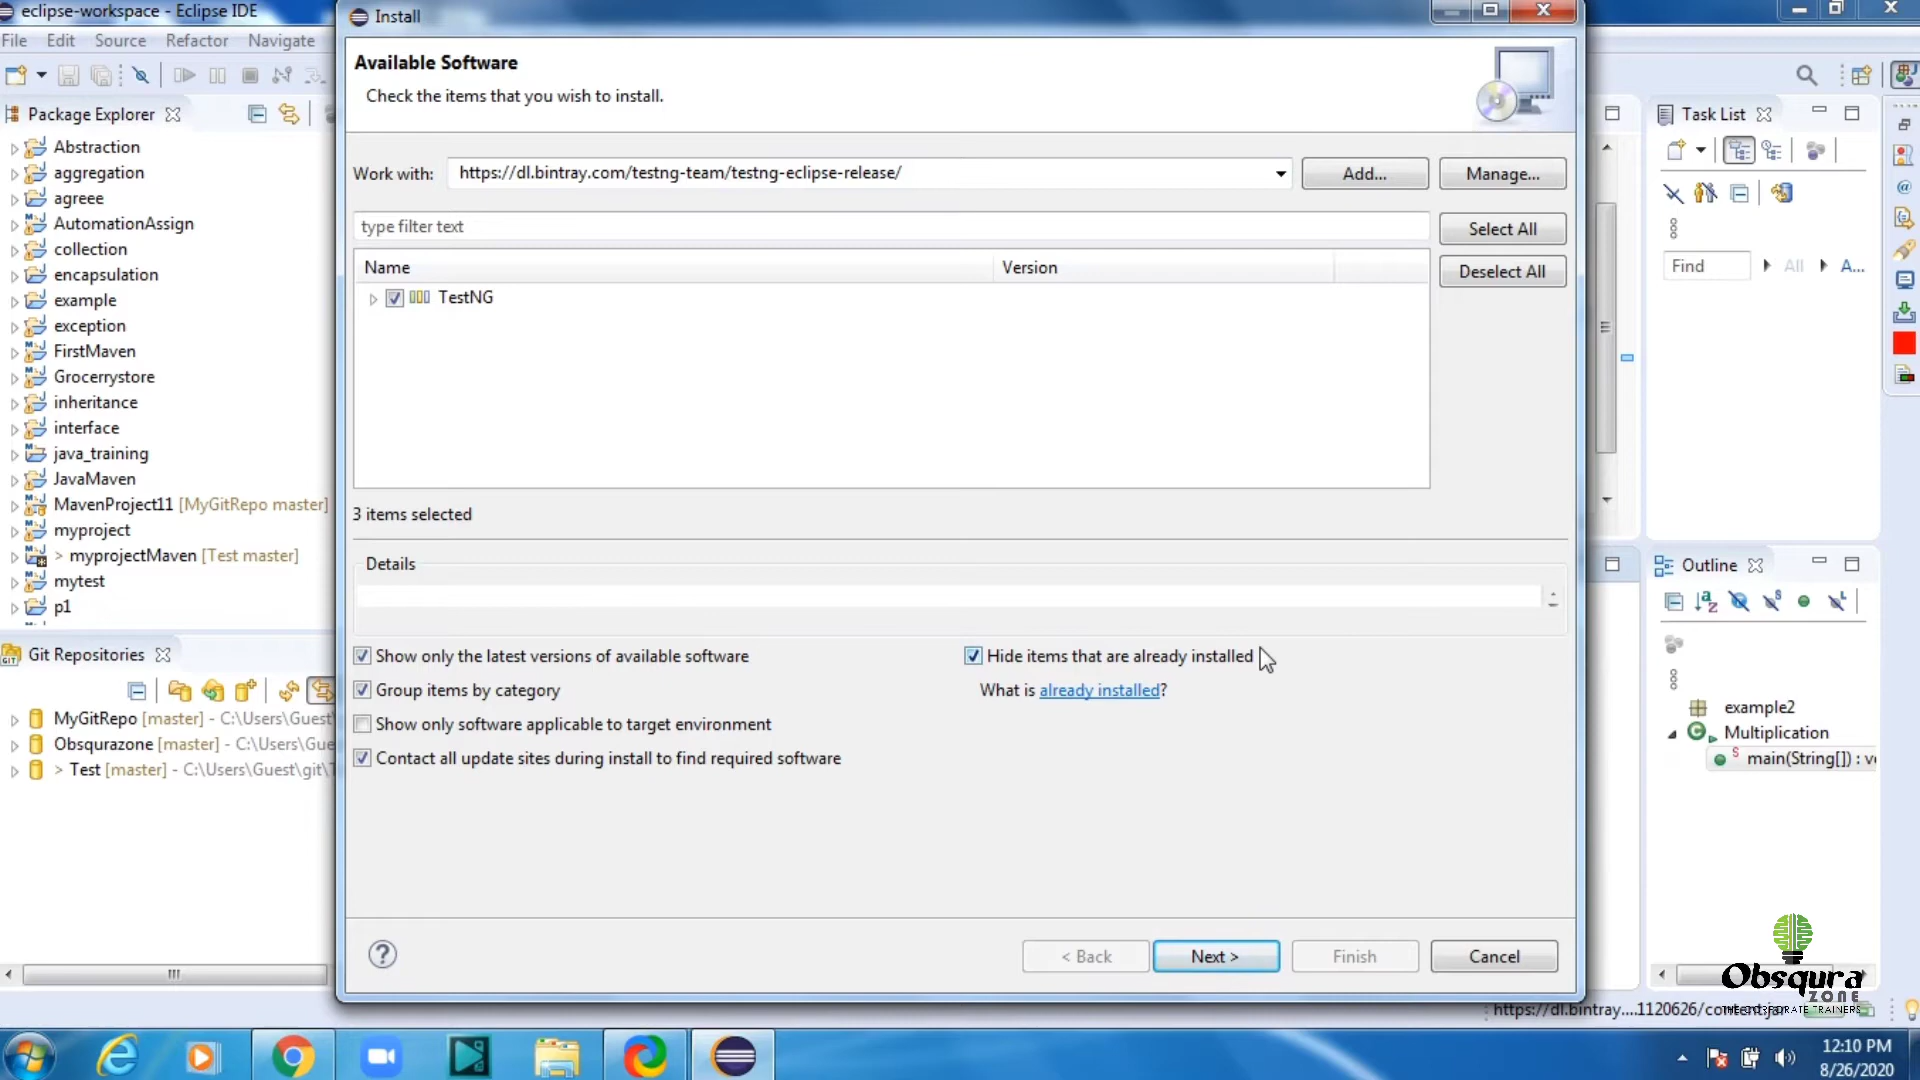 eclipse-workspace - Eclipse IDE
File Edit Source Refactor Navigate
Package Explorer
Abstraction
aggregation
agreee
AutomationAssign
collection
encapsulation
example
exception
FirstMaven
Grocerrystore
inheritance
interface
java_training
JavaMaven
MavenProject11 [MyGitRepo master]
myproject
> myprojectMaven [Test master]
mytest
p1
Git Repositories
MyGitRepo [master] - C:\Users\Guest
Obsqurazone [master] - C:\Users\Gue
> Test [master] - C:\Users\Guest\git\
Install
Available Software
Check the items that you wish to install.
Work with: https://dl.bintray.com/testng-team/testng-eclipse-release/
Add...
Manage...
type filter text
Select All
Deselect All
Name Version
TestNG
3 items selected
Details
Show only the latest versions of available software
Hide items that are already installed
Group items by category
What is already installed?
Show only software applicable to target environment
Contact all update sites during install to find required software
< Back
Next >
Finish
Cancel
Task List
Find
All
A...
Outline
example2
Multiplication
main(String[]) : v
Obsqura
ZONE
https://dl.bintray....1120626/content.jar
12:10 PM
8/26/2020